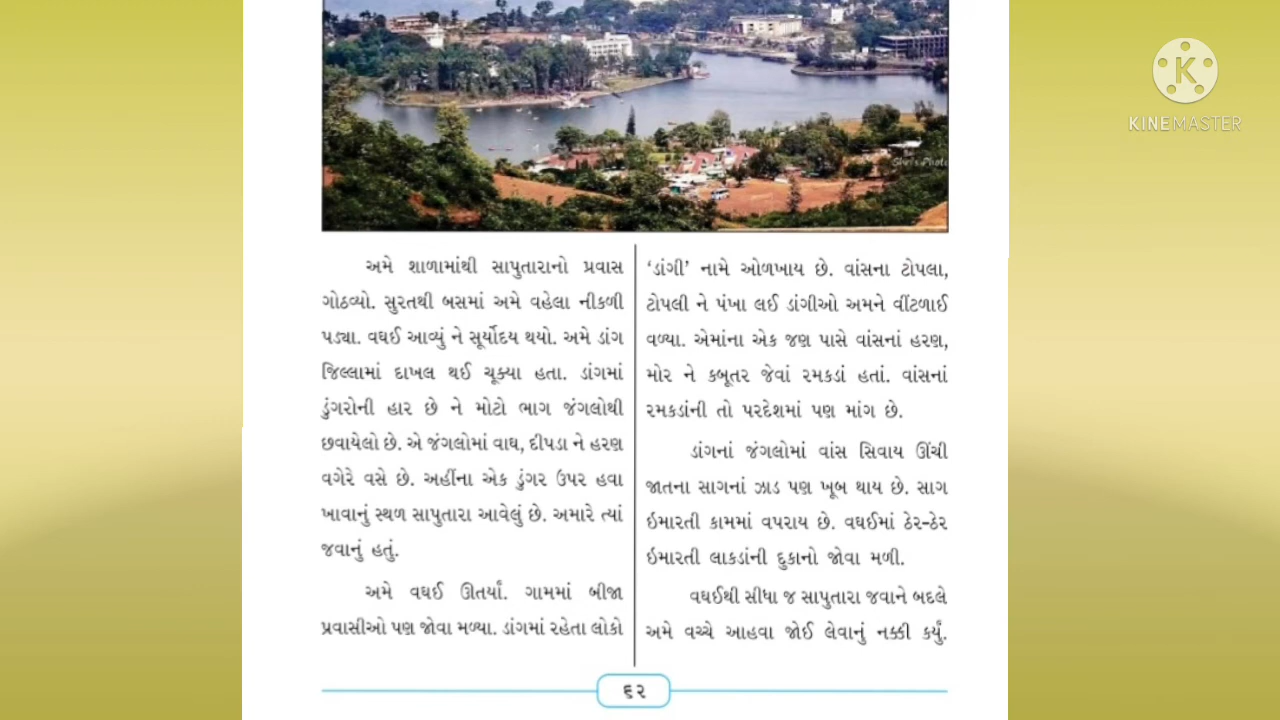 KINEMASTER
Shr's Photo
અમે શાળામાંથી સાપુતારાનો પ્રવાસ
ગોઠવ્યો. સુરતથી બસમાં અમે વહેલા નીકળી
પડ્યા. વઘઈ આવ્યું ને સૂર્યોદય થયો. અમે ડાંગ
જિલ્લામાં દાખલ થઈ ચૂક્યા હતા. ડાંગમાં
ડુંગરોની હાર છે ને મોટો ભાગ જંગલોથી
છવાયેલો છે. એ જંગલોમાં વાઘ, દીપડા ને હરણ
વગેરે વસે છે. અહીંના એક ડુંગર ઉપર હવા
ખાવાનું સ્થળ સાપુતારા આવેલું છે. અમારે ત્યાં
જવાનું હતું.
અમે વઘઈ ઊતર્યાં. ગામમાં બીજા
પ્રવાસીઓ પણ જોવા મળ્યા. ડાંગમાં રહેતા લોકો
‘ડાંગી’ નામે ઓળખાય છે. વાંસના ટોપલા,
ટોપલી ને પંખા લઈ ડાંગીઓ અમને વીંટળાઈ
વળ્યા. એમાંના એક જણ પાસે વાંસનાં હરણ,
મોર ને કબૂતર જેવાં રમકડાં હતાં. વાંસનાં
રમકડાંની તો પરદેશમાં પણ માંગ છે.
ડાંગનાં જંગલોમાં વાંસ સિવાય ઊંચી
જાતના સાગનાં ઝાડ પણ ખૂબ થાય છે. સાગ
ઇમારતી કામમાં વપરાય છે. વઘઈમાં ઠેર-ઠેર
ઇમારતી લાકડાંની દુકાનો જોવા મળી.
વઘઈથી સીધા જ સાપુતારા જવાને બદલે
અમે વચ્ચે આહવા જોઈ લેવાનું નક્કી કર્યું.
૬૨